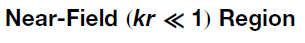 Near-Field (kr ≪ 1) Region